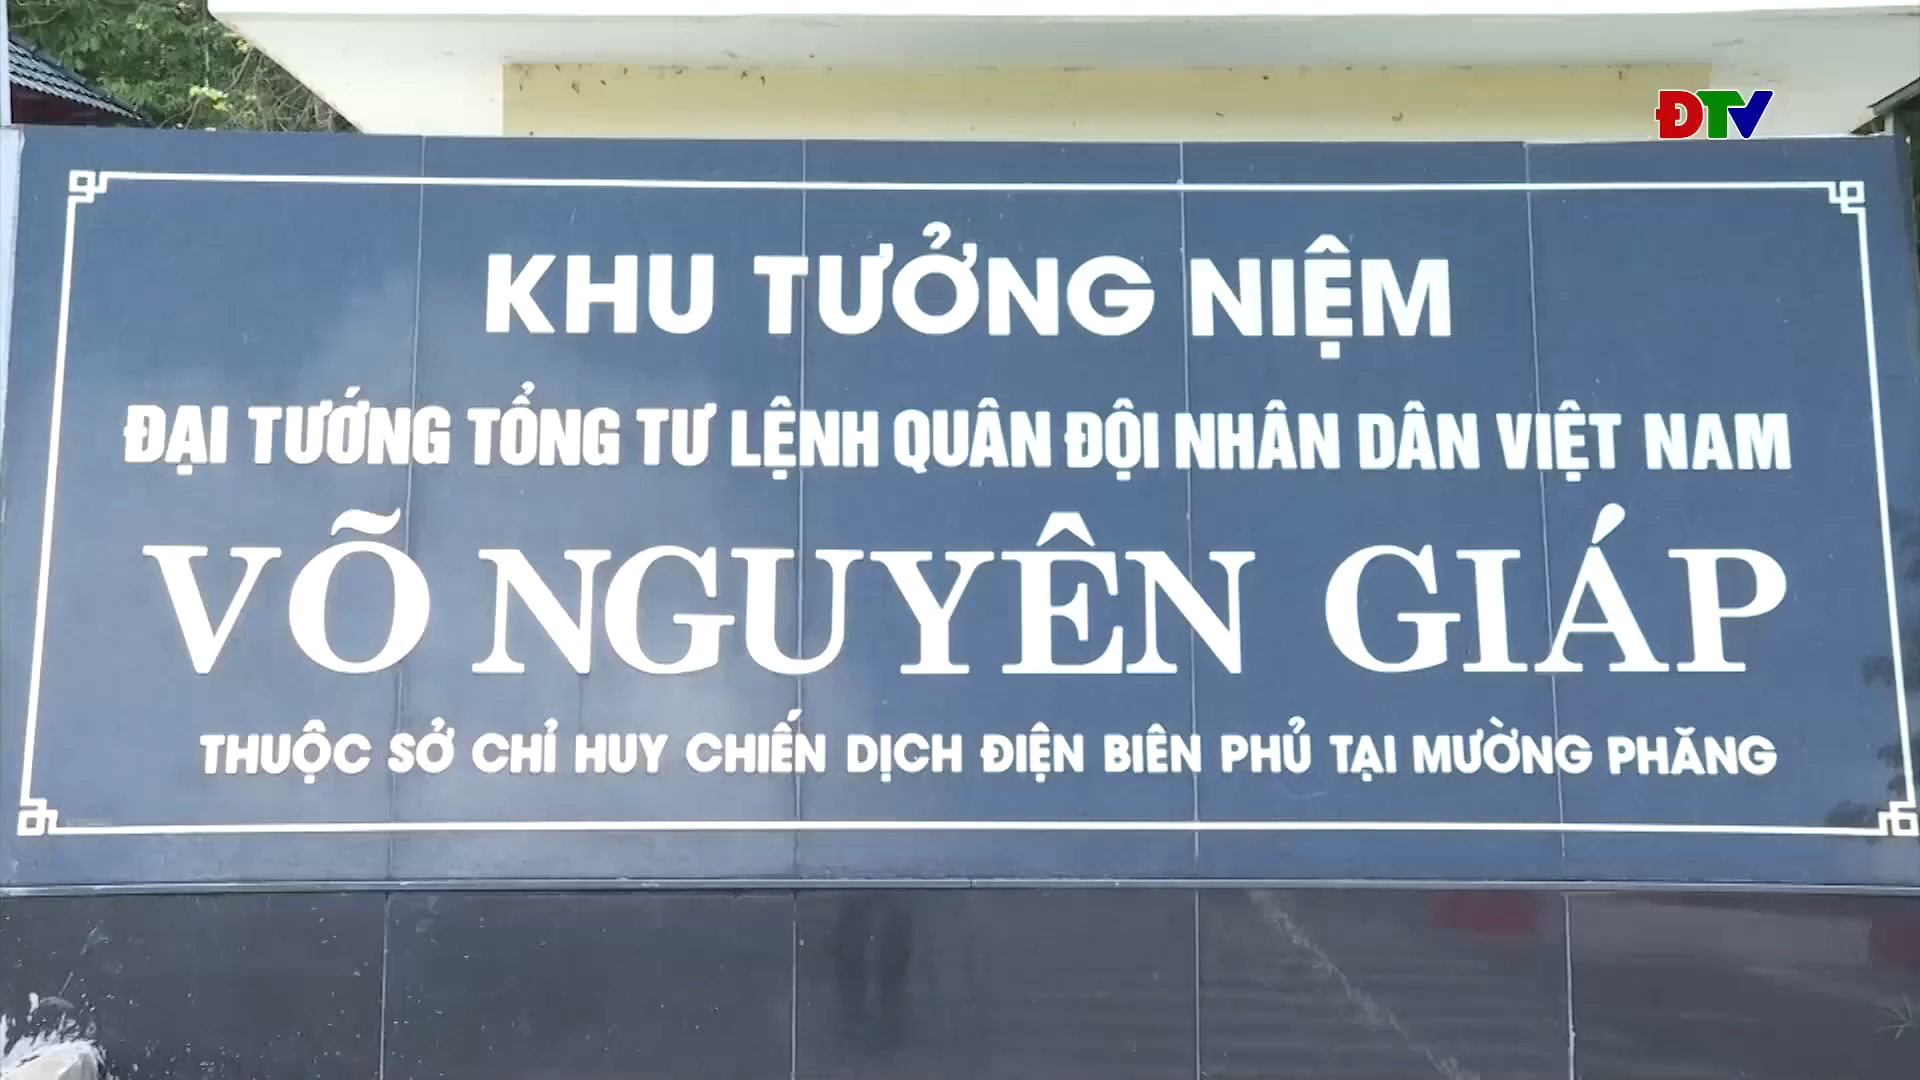 ĐTV
KHU TƯỞNG NIỆM
ĐẠI TƯỚNG TỔNG TƯ LỆNH QUÂN ĐỘI NHÂN DÂN VIỆT NAM
VÕ NGUYÊN GIÁP
THUỘC SỞ CHỈ HUY CHIẾN DỊCH ĐIỆN BIÊN PHỦ TẠI MƯỜNG PHĂNG